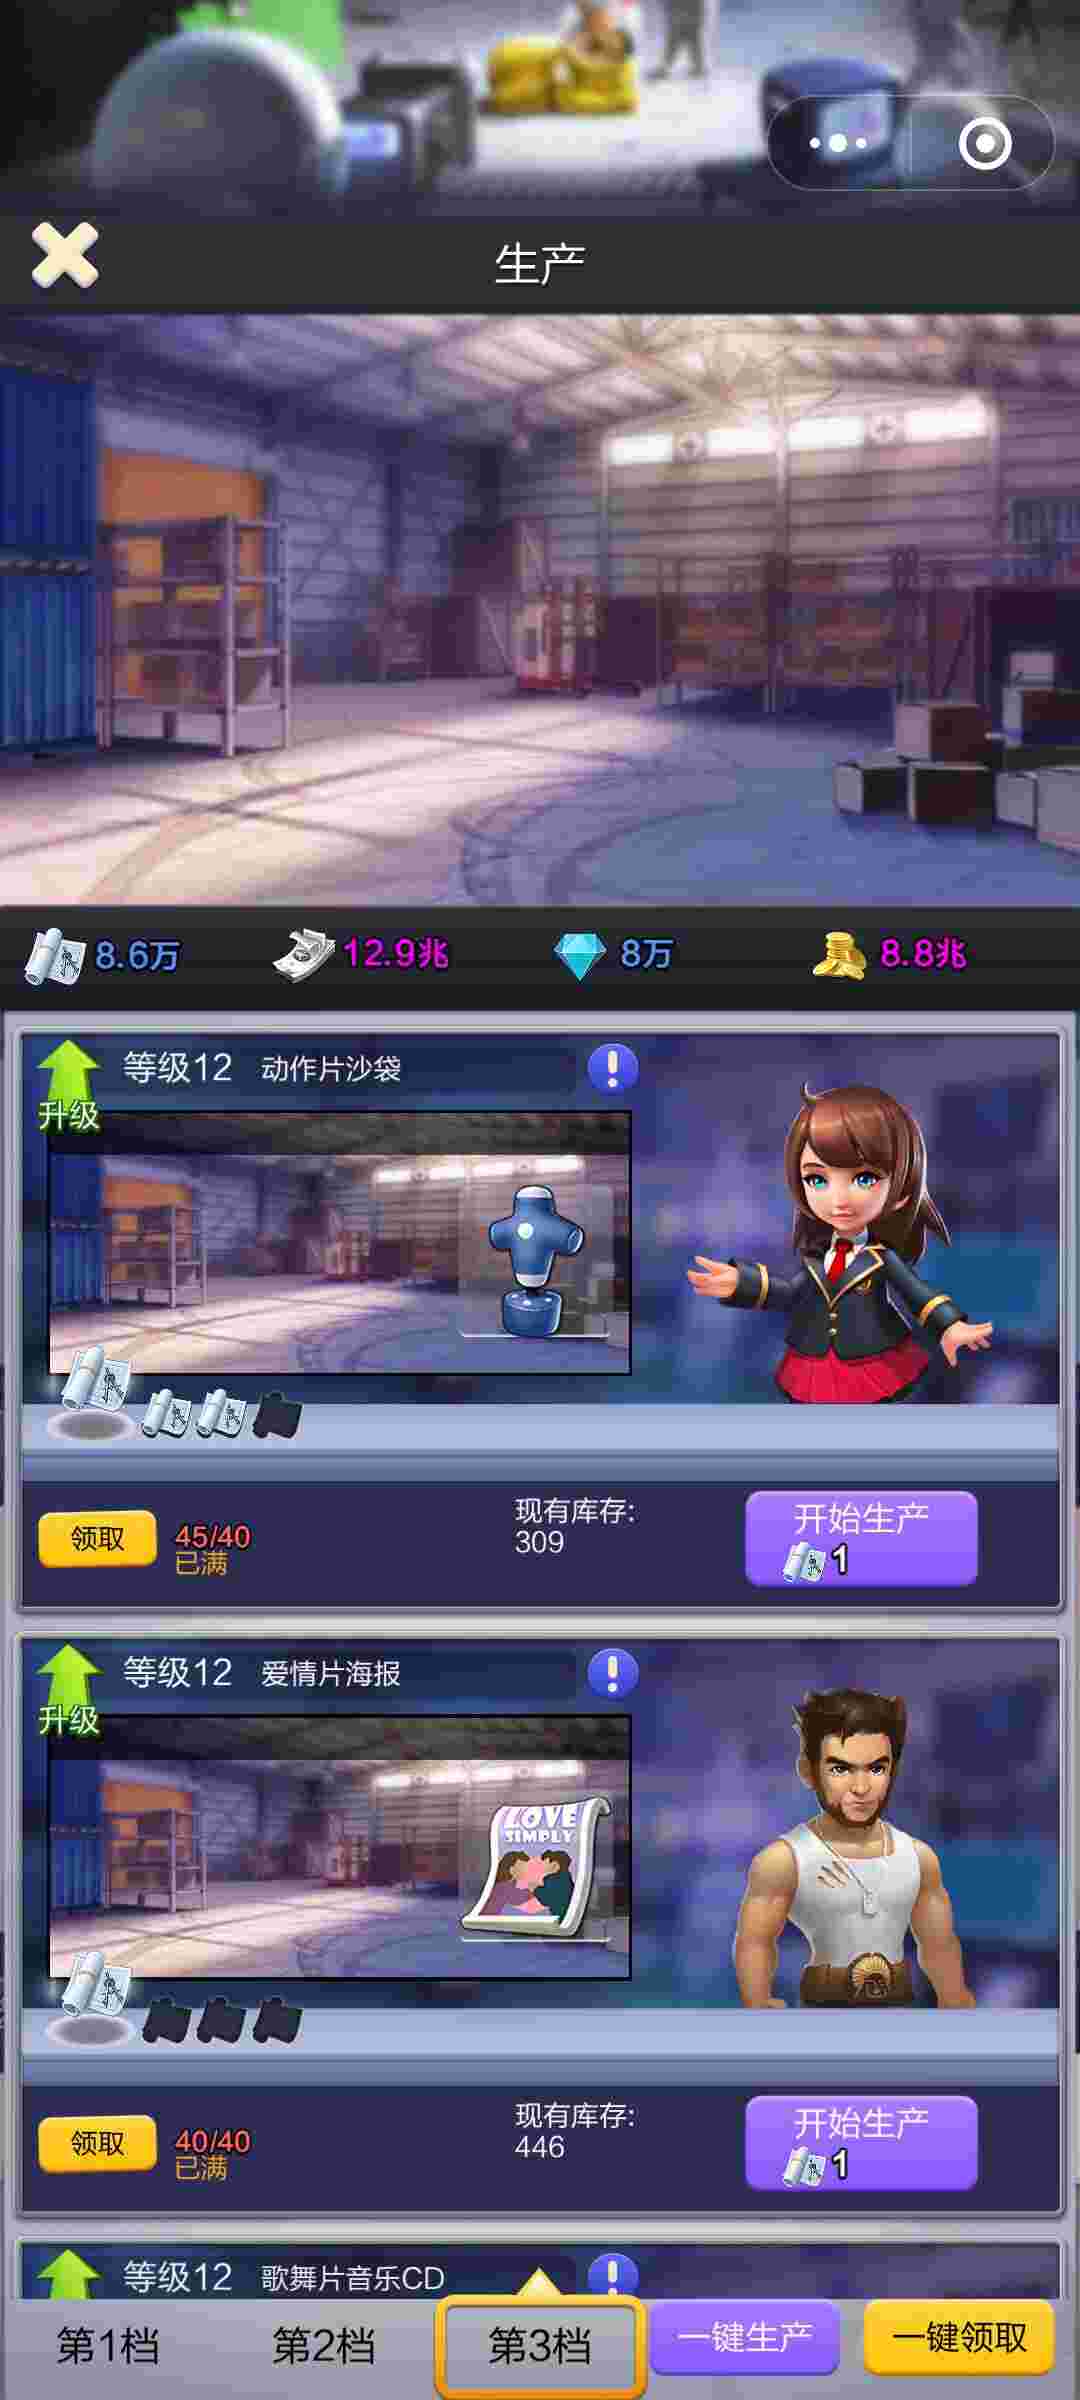 生产
8.6万 12.9兆 8万 8.8兆
等级12 动作片沙袋
升级
领取 45/40 已满
现有库存:
309
开始生产
1
等级12 爱情片海报
升级
LOVE
SIMPLY
领取 40/40 已满
现有库存:
446
开始生产
1
等级12 歌舞片音乐CD
第1档 第2档 第3档 一键生产 一键领取